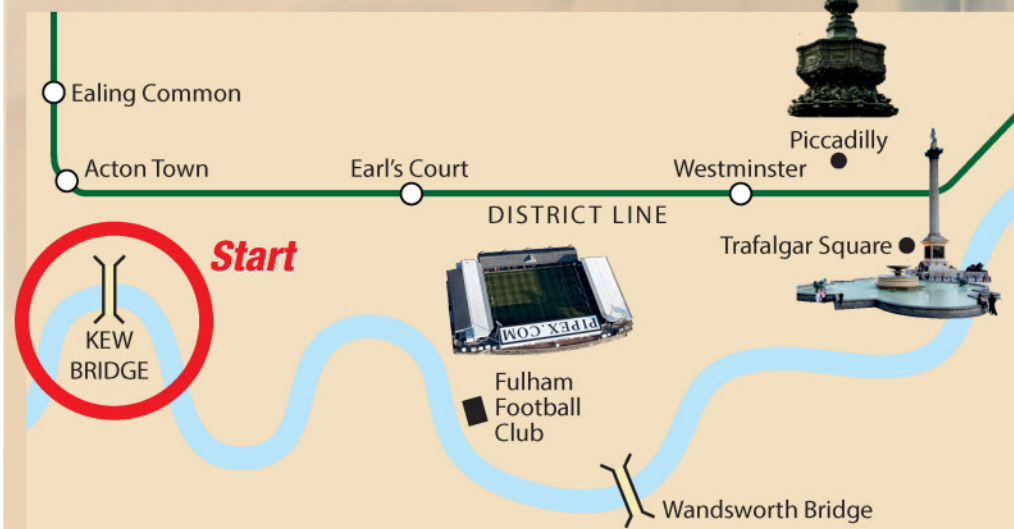 Ealing Common
Piccadilly
Acton Town
Earl's Court
Westminster
DISTRICT LINE
Start
Trafalgar Square
KEW
BRIDGE
PIPEX.COM
Fulham
Football
Club
Wandsworth Bridge